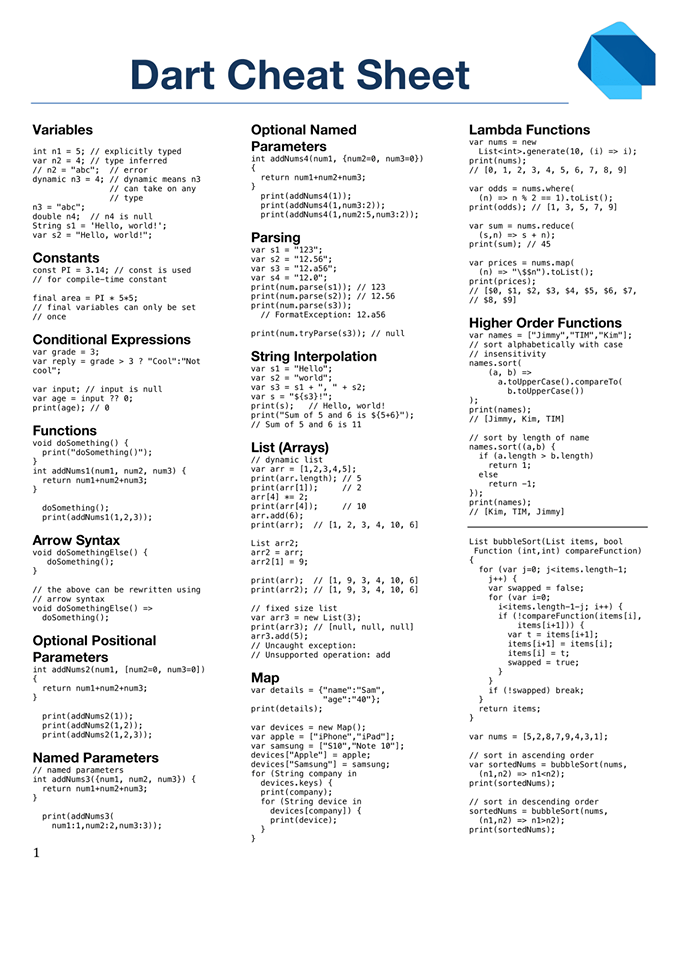 Dart Cheat Sheet
Variables
int n1 = 5; // explicitly typed
var n2 = 4; // type inferred
// n2 = "abc";  // error
dynamic n3 = 4; // dynamic means n3
                // can take on any
                // type
n3 = "abc";
double n4;  // n4 is null
String s1 = 'Hello, world!';
var s2 = "Hello, world!";
Constants
const PI = 3.14; // const is used
// for compile-time constant
final area = PI * 5*5;
// final variables can only be set
// once
Conditional Expressions
var grade = 3;
var reply = grade > 3 ? "Cool":"Not
cool";
var input; // input is null
var age = input ?? 0;
print(age); // 0
Functions
void doSomething() {
  print("doSomething()");
}
int addNums1(num1, num2, num3) {
  return num1+num2+num3;
}
  doSomething();
  print(addNums1(1,2,3));
Arrow Syntax
void doSomethingElse() {
   doSomething();
}
// the above can be rewritten using
// arrow syntax
void doSomethingElse() =>
  doSomething();
Optional Positional
Parameters
int addNums2(num1, [num2=0, num3=0])
{
  return num1+num2+num3;
}
  print(addNums2(1));
  print(addNums2(1,2));
  print(addNums2(1,2,3));
Named Parameters
// named parameters
int addNums3({num1, num2, num3}) {
  return num1+num2+num3;
}
  print(addNums3(
    num1:1,num2:2,num3:3));
1
Optional Named
Parameters
int addNums4(num1, {num2=0, num3=0})
{
  return num1+num2+num3;
}
  print(addNums4(1));
  print(addNums4(1,num3:2));
  print(addNums4(1,num2:5,num3:2));
Parsing
var s1 = "123";
var s2 = "12.56";
var s3 = "12.a56";
var s4 = "12.0";
print(num.parse(s1)); // 123
print(num.parse(s2)); // 12.56
print(num.parse(s3));
  // FormatException: 12.a56
print(num.tryParse(s3)); // null
String Interpolation
var s1 = "Hello";
var s2 = "world";
var s3 = s1 + ", " + s2;
var s = "${s3}!";
print(s);   // Hello, world!
print("Sum of 5 and 6 is ${5+6}");
// Sum of 5 and 6 is 11
List (Arrays)
// dynamic list
var arr = [1,2,3,4,5];
print(arr.length); // 5
print(arr[1]);     // 2
arr[4] *= 2;
print(arr[4]);     // 10
arr.add(6);
print(arr);  // [1, 2, 3, 4, 10, 6]
List arr2;
arr2 = arr;
arr2[1] = 9;
print(arr);  // [1, 9, 3, 4, 10, 6]
print(arr2); // [1, 9, 3, 4, 10, 6]
// fixed size list
var arr3 = new List(3);
print(arr3); // [null, null, null]
arr3.add(5);
// Uncaught exception:
// Unsupported operation: add
Map
var details = {"name":"Sam",
               "age":"40"};
print(details);
var devices = new Map();
var apple = ["iPhone","iPad"];
var samsung = ["S10","Note 10"];
devices["Apple"] = apple;
devices["Samsung"] = samsung;
for (String company in
  devices.keys) {
  print(company);
  for (String device in
    devices[company]) {
    print(device);
  }
}
Lambda Functions
var nums = new
  List<int>.generate(10, (i) => i);
print(nums);
// [0, 1, 2, 3, 4, 5, 6, 7, 8, 9]
var odds = nums.where(
  (n) => n % 2 == 1).toList();
print(odds); // [1, 3, 5, 7, 9]
var sum = nums.reduce(
  (s,n) => s + n);
print(sum); // 45
var prices = nums.map(
  (n) => "\$$n").toList();
print(prices);
// [$0, $1, $2, $3, $4, $5, $6, $7,
// $8, $9]
Higher Order Functions
var names = ["Jimmy","TIM","Kim"];
// sort alphabetically with case
// insensitivity
names.sort(
    (a, b) =>
      a.toUpperCase().compareTo(
        b.toUpperCase())
);
print(names);
// [Jimmy, Kim, TIM]
// sort by length of name
names.sort((a,b) {
  if (a.length > b.length)
    return 1;
  else
    return -1;
});
print(names);
// [Kim, TIM, Jimmy]
List bubbleSort(List items, bool
 Function (int,int) compareFunction)
{
  for (var j=0; j<items.length-1;
    j++) {
    var swapped = false;
    for (var i=0;
      i<items.length-1-j; i++) {
      if (!compareFunction(items[i],
          items[i+1])) {
        var t = items[i+1];
        items[i+1] = items[i];
        items[i] = t;
        swapped = true;
      }
    }
    if (!swapped) break;
  }
  return items;
}
var nums = [5,2,8,7,9,4,3,1];
// sort in ascending order
var sortedNums = bubbleSort(nums,
  (n1,n2) => n1<n2);
print(sortedNums);
// sort in descending order
sortedNums = bubbleSort(nums,
  (n1,n2) => n1>n2);
print(sortedNums);